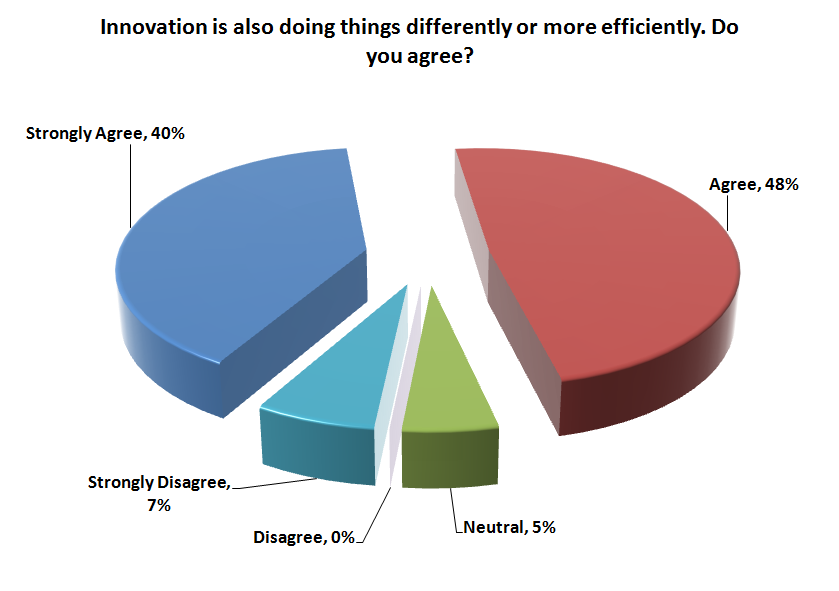 Innovation is also doing things differently or more efficiently. Do
you agree?
Strongly Agree, 40%
Agree, 48%
Strongly Disagree,
7%
Disagree, 0%
Neutral, 5%